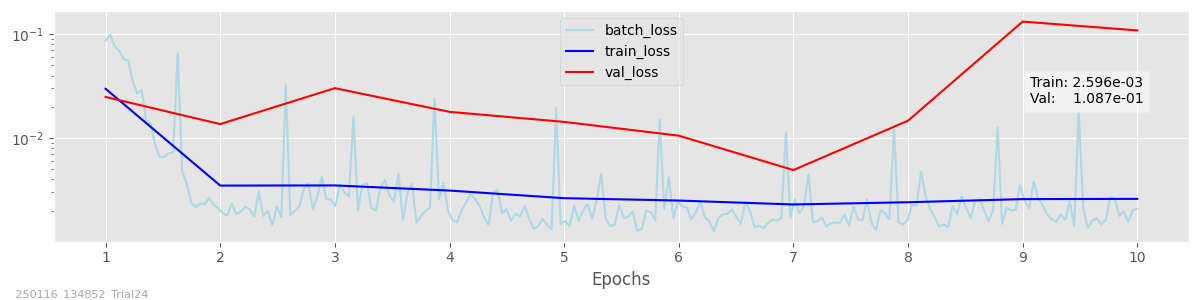 10⁻¹
10⁻²
batch_loss
train_loss
val_loss
Train: 2.596e-03
Val: 1.087e-01
1 2 3 4 5 6 7 8 9 10
Epochs
250116_134852_Trial24